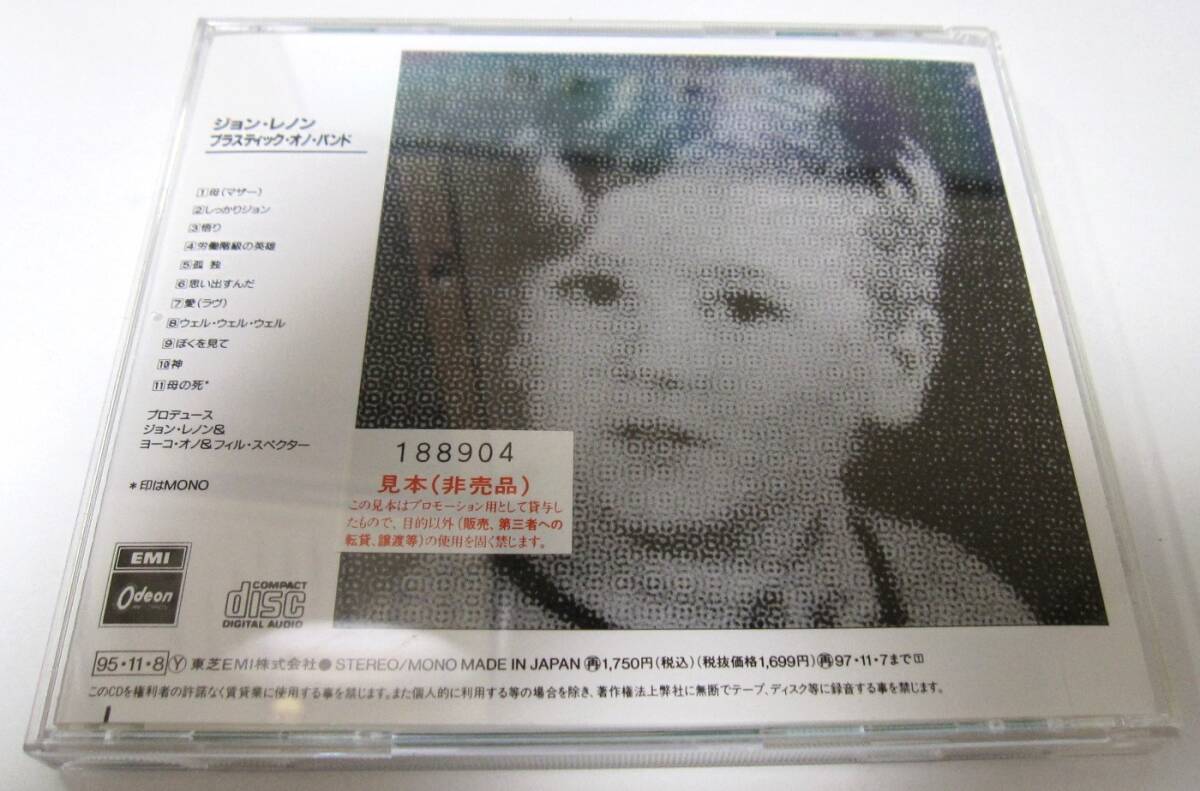 ジョン・レノン
プラスティック・オノ・バンド
1 母(マザー)
2 しっかりジョン
3 悟り
4 労働階級の英雄
5 孤 独
6 思い出すんだ
7 愛(ラヴ)
8 ウェル・ウェル・ウェル
9 ぼくを見て
10 神
11 母の死*
プロデュース
ジョン・レノン&
ヨーコ・オノ&フィル・スペクター
*印はMONO
188904
見本(非売品)
この見本はプロモーション用として貸与し
たもので、目的以外(販売、第三者への
転貸、譲渡等)の使用を固く禁じます。
EMI
Odeon
COMPACT
disc
DIGITAL AUDIO
95・11・8 Ⓨ 東芝EMI株式会社● STEREO/MONO MADE IN JAPAN 再1,750円(税込)(税抜価格1,699円)再97・11・7まで 1
このCDを権利者の許諾なく賃貸業に使用する事を禁じます。また個人的に利用する等の場合を除き、著作権法上弊社に無断でテープ、ディスク等に録音する事を禁じます。